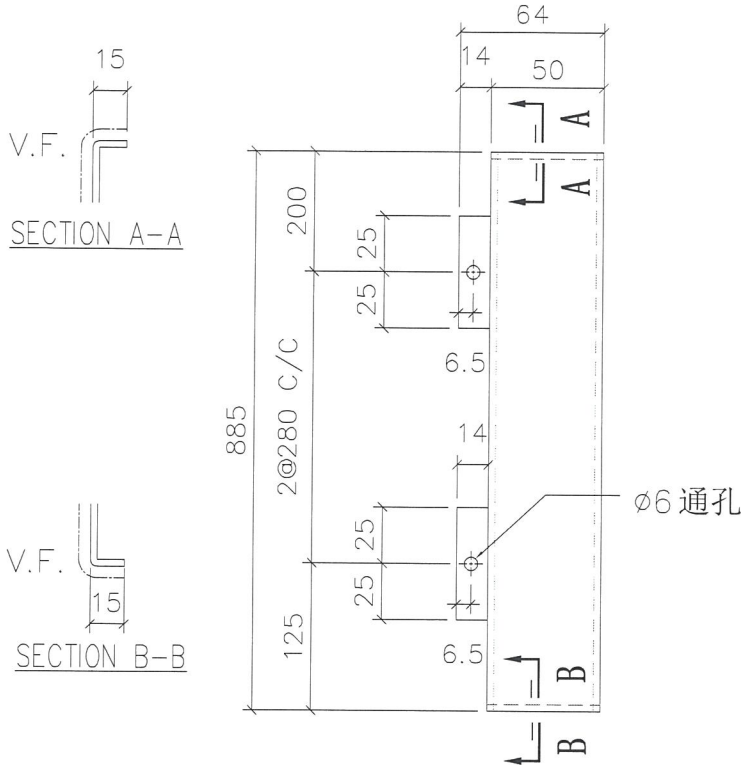 64
14
50
15
A
V.F.
A
SECTION A-A
200
25
25
6.5
2@280 C/C
885
14
ø6 通孔
25
V.F.
25
15
125
6.5
SECTION B-B
B
B